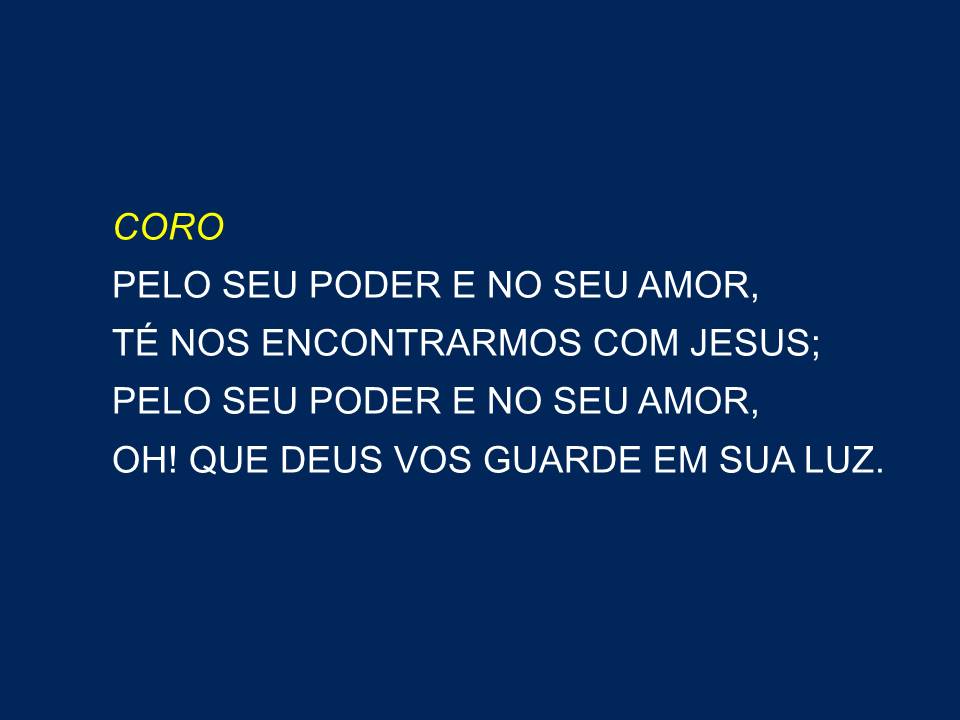 CORO
PELO SEU PODER E NO SEU AMOR,
TÉ NOS ENCONTRARMOS COM JESUS;
PELO SEU PODER E NO SEU AMOR,
OH! QUE DEUS VOS GUARDE EM SUA LUZ.